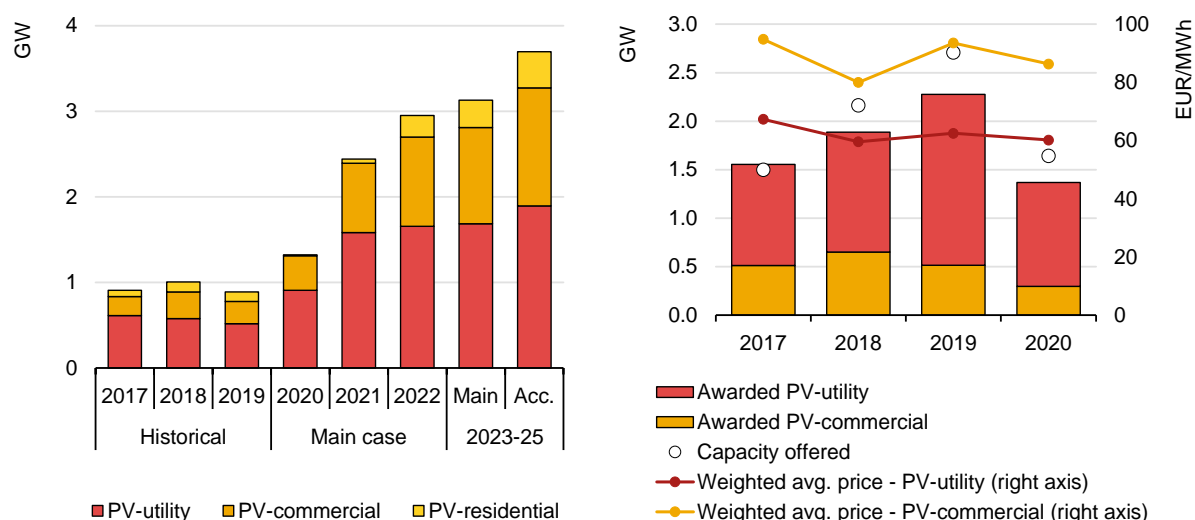 GW
4
3
2
1
0
2017 2018 2019 2020 2021 2022 Main Acc.
Historical Main case 2023-25
PV-utility PV-commercial PV-residential
GW
EUR/MWh
3.0 100
2.5 80
2.0 60
1.5
1.0 40
0.5 20
0.0 0
2017 2018 2019 2020
Awarded PV-utility
Awarded PV-commercial
Capacity offered
Weighted avg. price - PV-utility (right axis)
Weighted avg. price - PV-commercial (right axis)